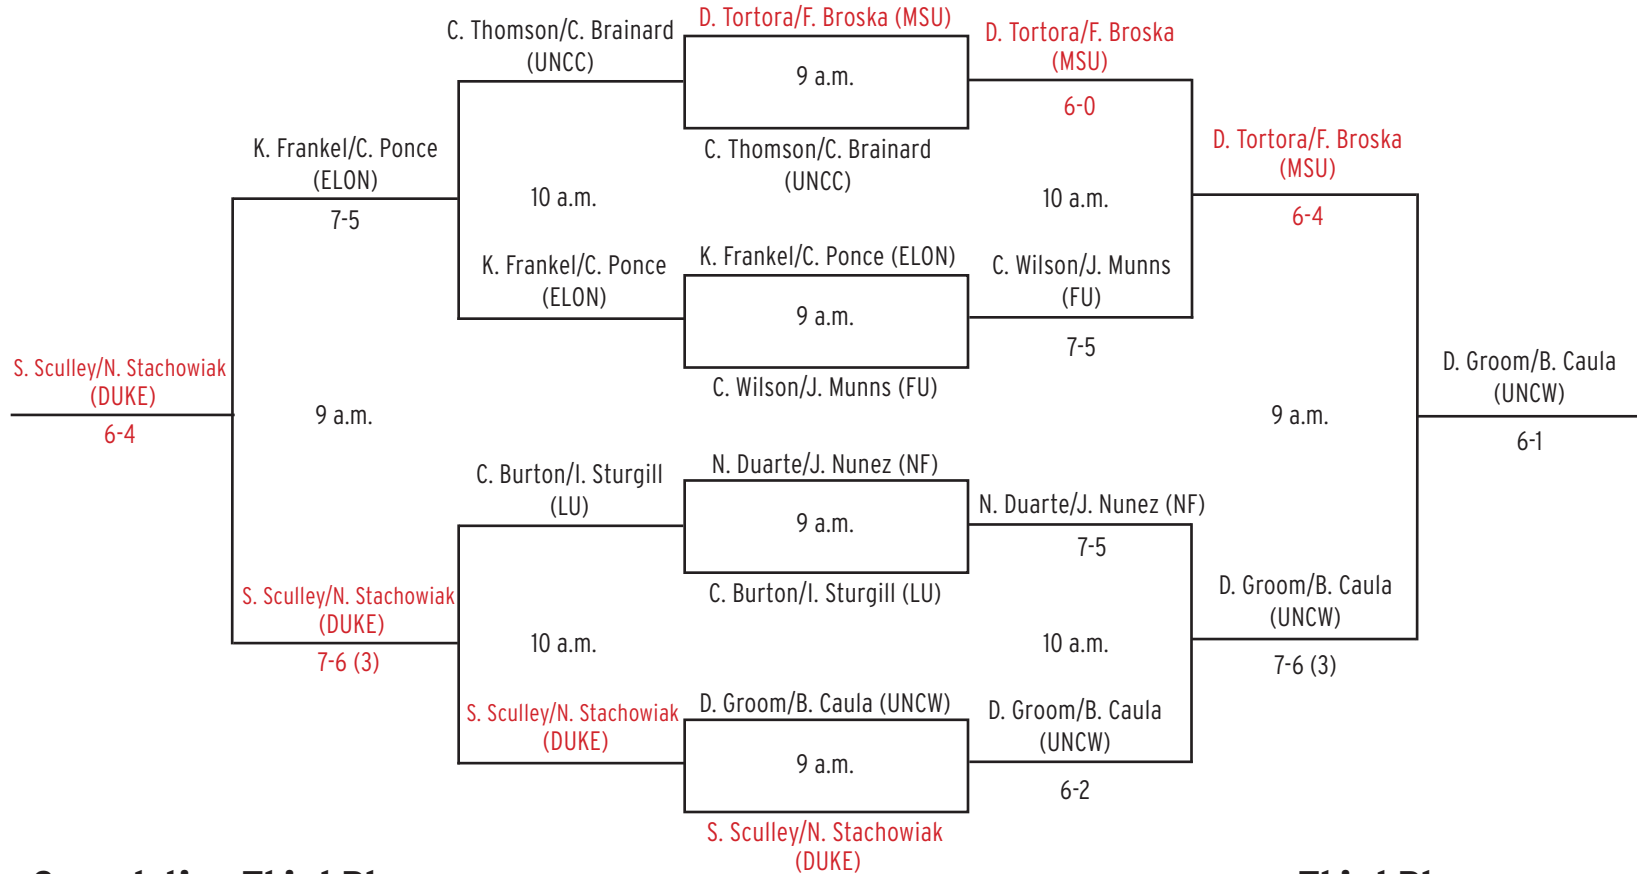 C. Thomson/C. Brainard
(UNCC)
D. Tortora/F. Broska (MSU)
D. Tortora/F. Broska
(MSU)
9 a.m.
6-0
K. Frankel/C. Ponce
(ELON)
C. Thomson/C. Brainard
(UNCC)
D. Tortora/F. Broska
(MSU)
7-5
10 a.m.
10 a.m.
6-4
K. Frankel/C. Ponce
(ELON)
K. Frankel/C. Ponce (ELON)
C. Wilson/J. Munns
(FU)
9 a.m.
7-5
S. Sculley/N. Stachowiak
(DUKE)
C. Wilson/J. Munns (FU)
D. Groom/B. Caula
(UNCW)
6-4
9 a.m.
9 a.m.
6-1
C. Burton/I. Sturgill
(LU)
N. Duarte/J. Nunez (NF)
N. Duarte/J. Nunez (NF)
9 a.m.
7-5
S. Sculley/N. Stachowiak
(DUKE)
C. Burton/I. Sturgill (LU)
D. Groom/B. Caula
(UNCW)
7-6 (3)
10 a.m.
10 a.m.
7-6 (3)
S. Sculley/N. Stachowiak
(DUKE)
D. Groom/B. Caula (UNCW)
D. Groom/B. Caula
(UNCW)
9 a.m.
6-2
S. Sculley/N. Stachowiak
(DUKE)
Third
Third